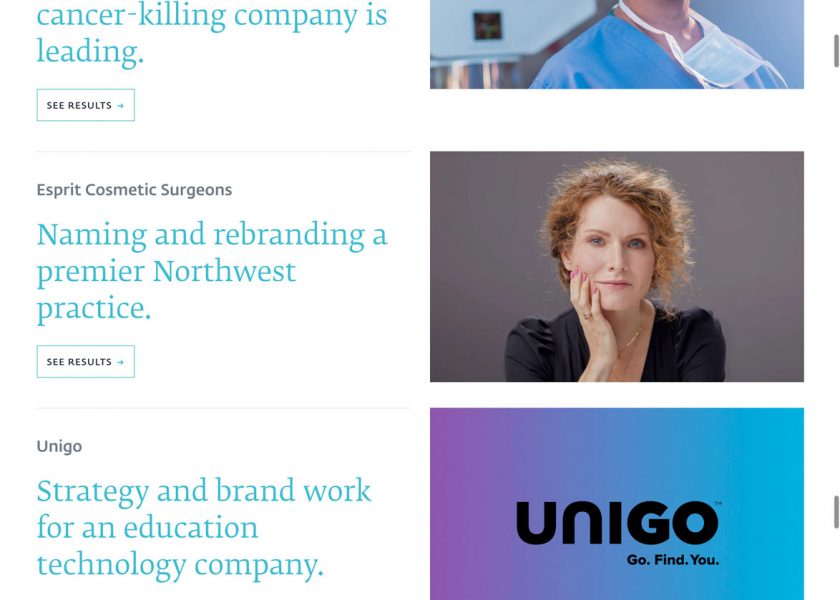 cancer-killing company is
leading.
SEE RESULTS →
Esprit Cosmetic Surgeons
Naming and rebranding a
premier Northwest
practice.
SEE RESULTS →
Unigo
Strategy and brand work
for an education
technology company.
UNIGO™
Go. Find. You.